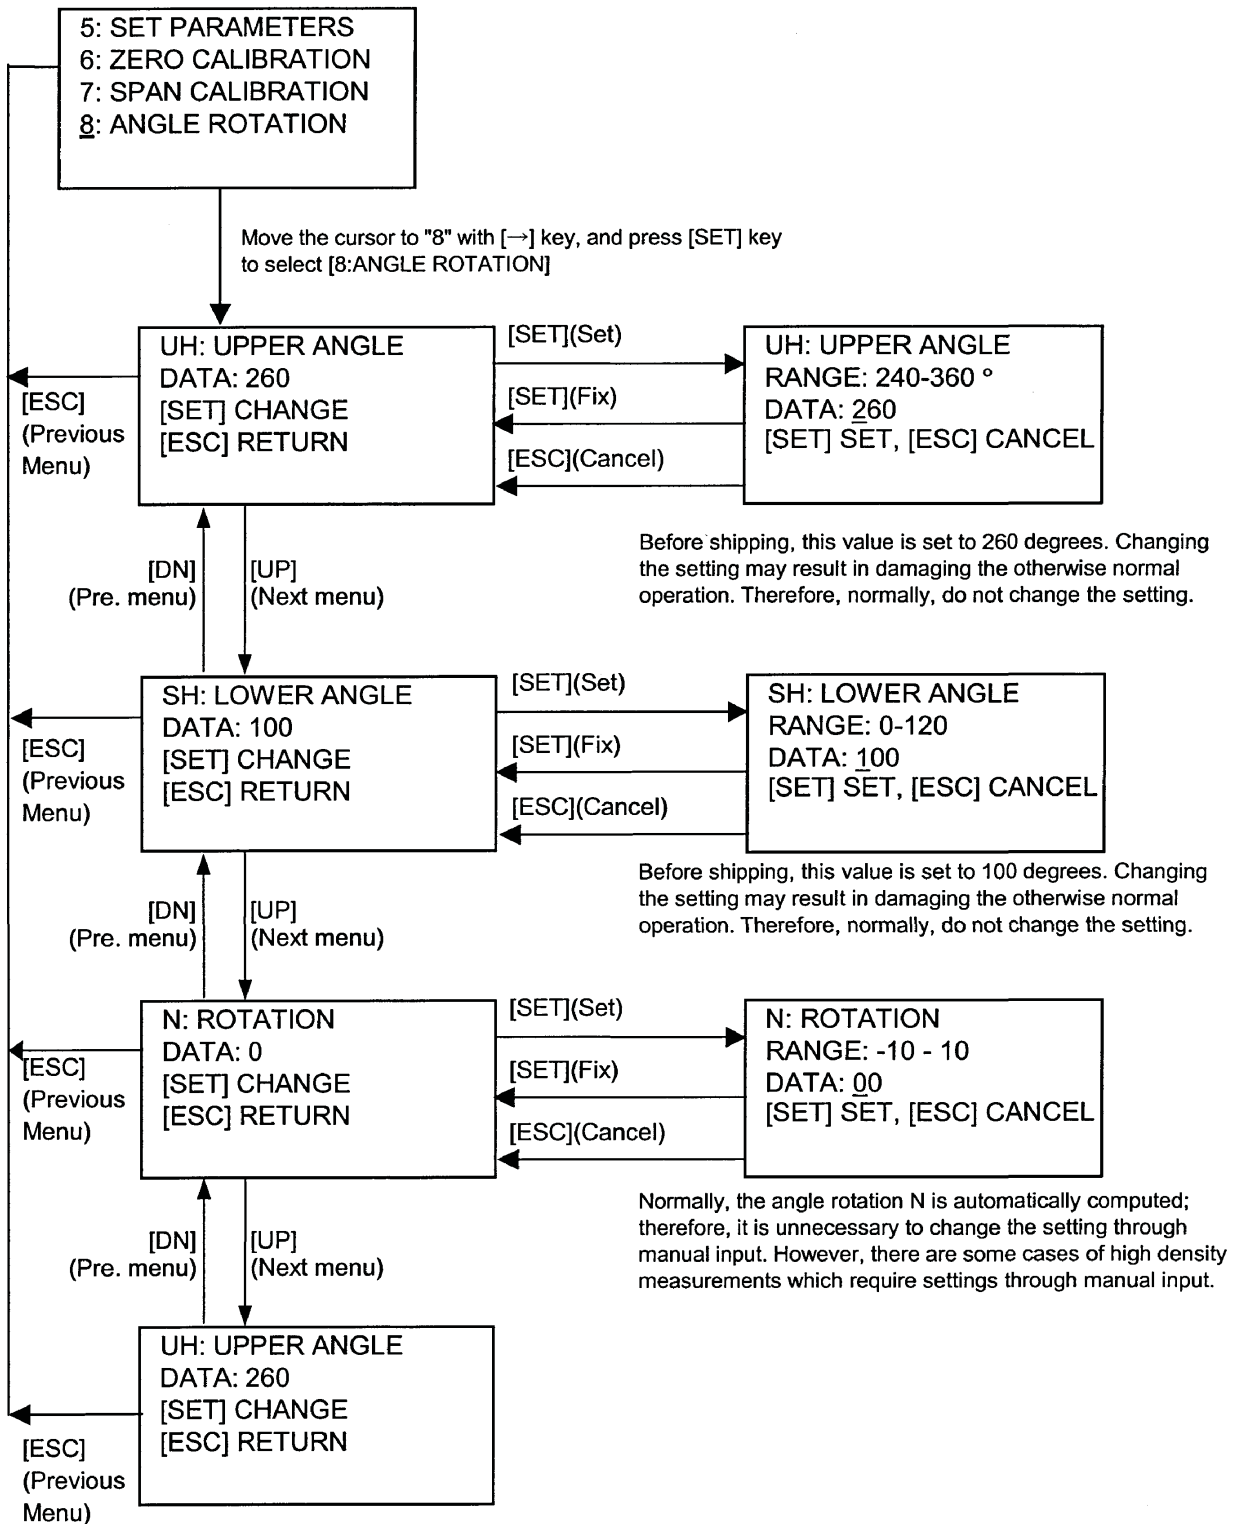 5: SET PARAMETERS
6: ZERO CALIBRATION
7: SPAN CALIBRATION
8: ANGLE ROTATION
Move the cursor to "8" with [→] key, and press [SET] key
to select [8:ANGLE ROTATION]
UH: UPPER ANGLE
DATA: 260
[SET] CHANGE
[ESC] RETURN
[ESC]
(Previous
Menu)
[SET](Set)
[SET](Fix)
[ESC](Cancel)
UH: UPPER ANGLE
RANGE: 240-360 °
DATA: 260
[SET] SET, [ESC] CANCEL
Before shipping, this value is set to 260 degrees. Changing
the setting may result in damaging the otherwise normal
operation. Therefore, normally, do not change the setting.
[DN]
(Pre. menu)
[UP]
(Next menu)
SH: LOWER ANGLE
DATA: 100
[SET] CHANGE
[ESC] RETURN
[ESC]
(Previous
Menu)
[SET](Set)
[SET](Fix)
[ESC](Cancel)
SH: LOWER ANGLE
RANGE: 0-120
DATA: 100
[SET] SET, [ESC] CANCEL
Before shipping, this value is set to 100 degrees. Changing
the setting may result in damaging the otherwise normal
operation. Therefore, normally, do not change the setting.
[DN]
(Pre. menu)
[UP]
(Next menu)
N: ROTATION
DATA: 0
[SET] CHANGE
[ESC] RETURN
[ESC]
(Previous
Menu)
[SET](Set)
[SET](Fix)
[ESC](Cancel)
N: ROTATION
RANGE: -10 - 10
DATA: 00
[SET] SET, [ESC] CANCEL
Normally, the angle rotation N is automatically computed;
therefore, it is unnecessary to change the setting through
manual input. However, there are some cases of high density
measurements which require settings through manual input.
[DN]
(Pre. menu)
[UP]
(Next menu)
UH: UPPER ANGLE
DATA: 260
[SET] CHANGE
[ESC] RETURN
[ESC]
(Previous
Menu)